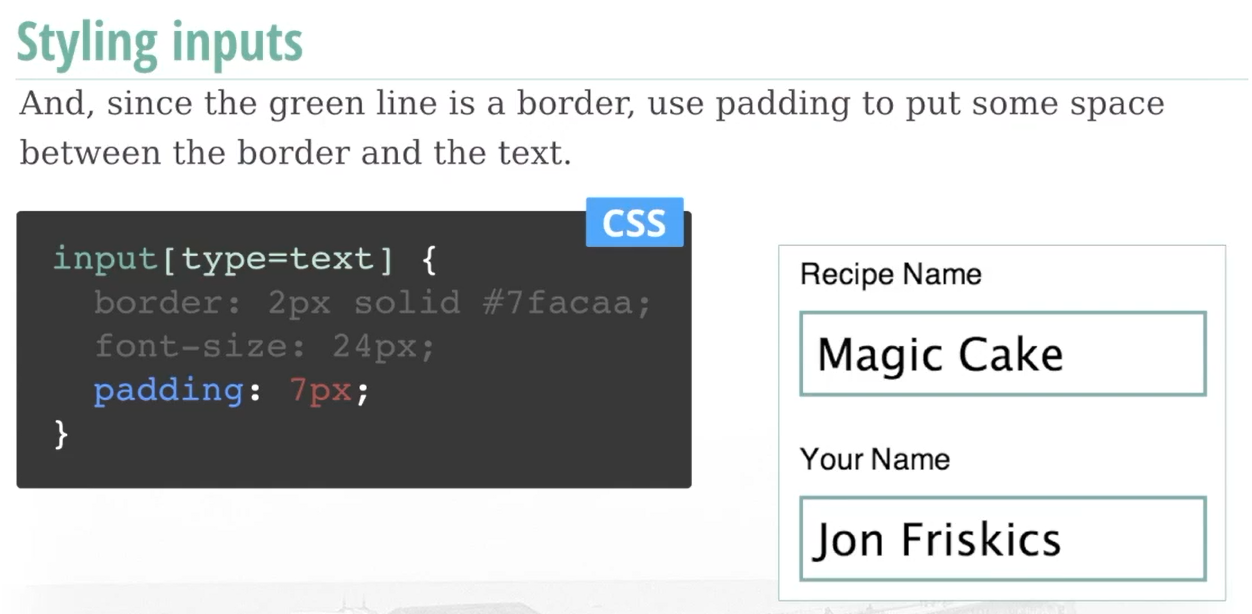 Styling inputs
And, since the green line is a border, use padding to put some space
between the border and the text.
CSS
input[type=text] {
border: 2px solid #7facaa;
font-size: 24px;
padding: 7px;
}
Recipe Name
Magic Cake
Your Name
Jon Friskics